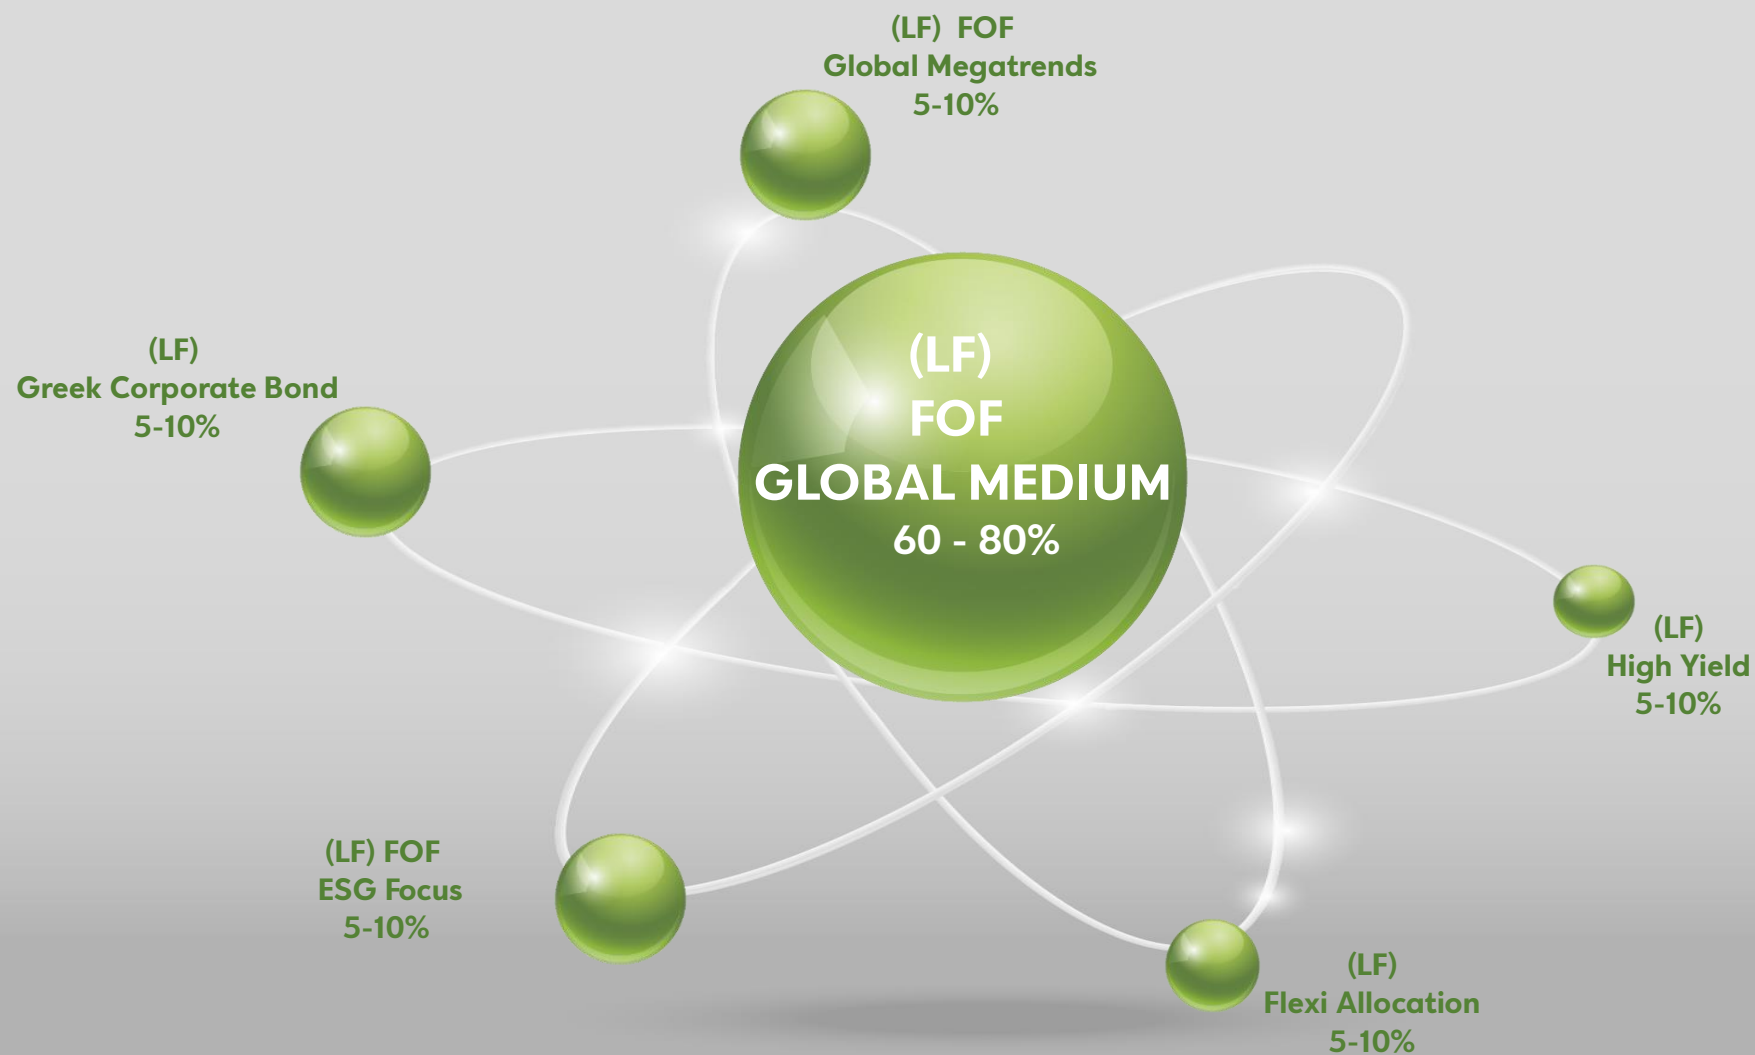 (LF) FOF
Global Megatrends
5-10%
(LF)
Greek Corporate Bond
5-10%
(LF)
FOF
GLOBAL MEDIUM
60 - 80%
(LF)
High Yield
5-10%
(LF) FOF
ESG Focus
5-10%
(LF)
Flexi Allocation
5-10%